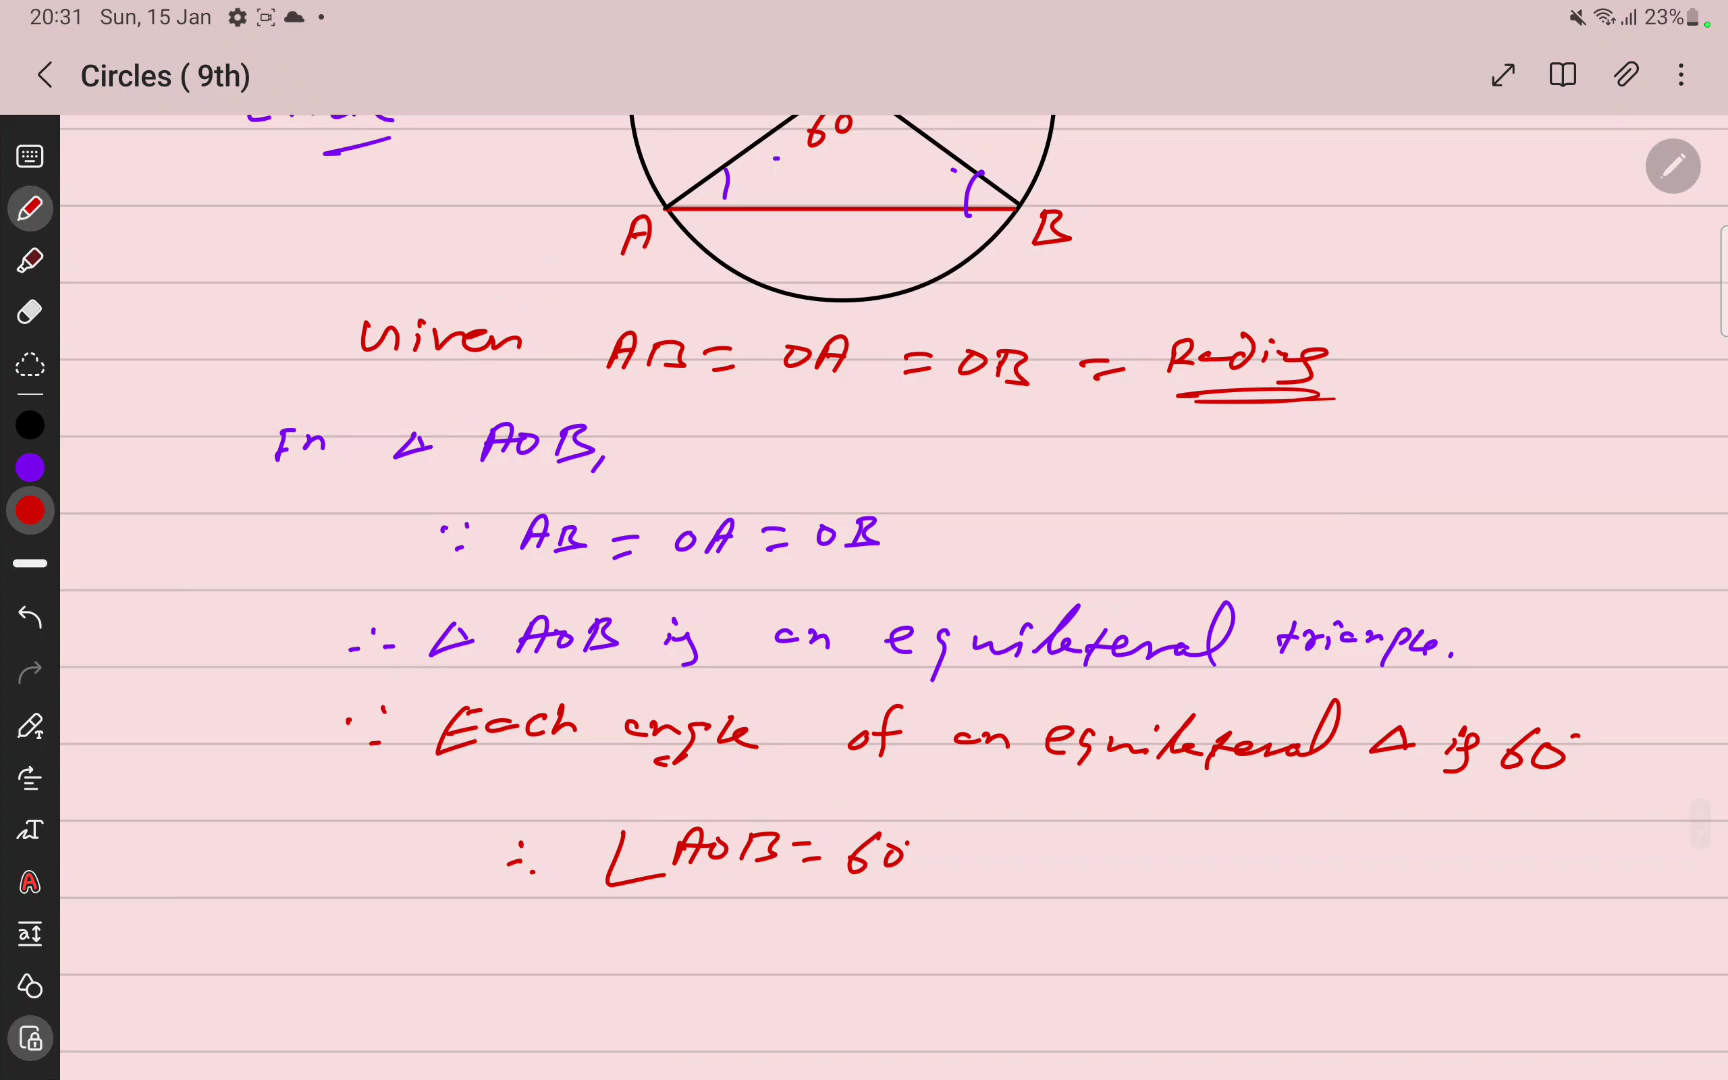 20:31 Sun, 15 Jan 23%
Circles ( 9th)
60
A B
Given AB = OA = OB = Radius
In Δ AOB,
∵ AB = OA = OB
∴ Δ AOB is an equilateral triangle.
∵ Each angle of an equilateral Δ is 60°
∴ ∠AOB = 60°